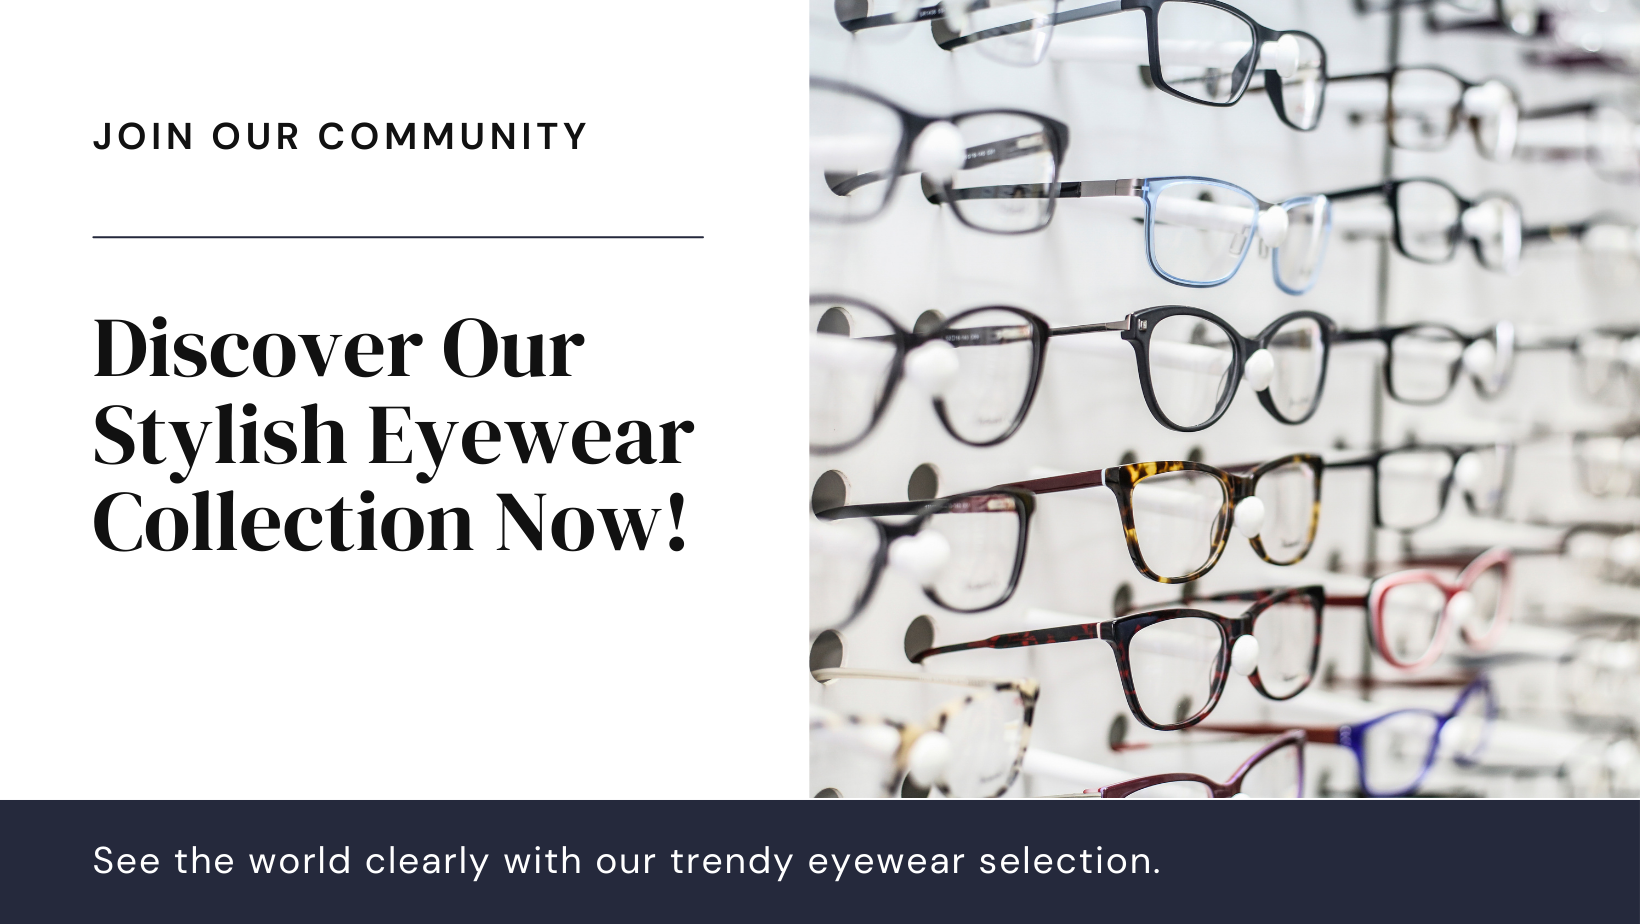 JOIN OUR COMMUNITY
Discover Our
Stylish Eyewear
Collection Now!
See the world clearly with our trendy eyewear selection.